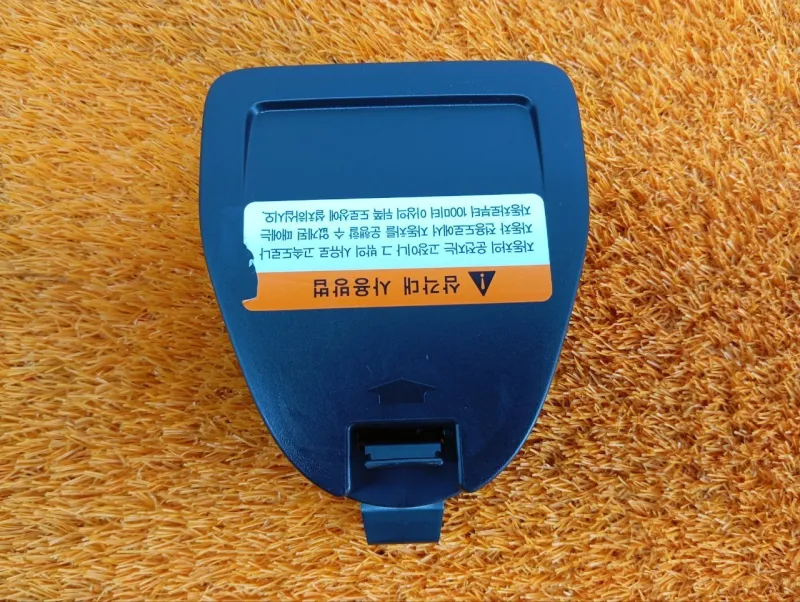 삼각대 사용방법
자동차의 운전자는 고장이나 그 밖의 사유로 고속도로나
자동차 전용도로에서 자동차를 운행할 수 없게된 때에는
자동차로부터 100미터 이상의 뒤쪽 도로상에 설치하십시오.